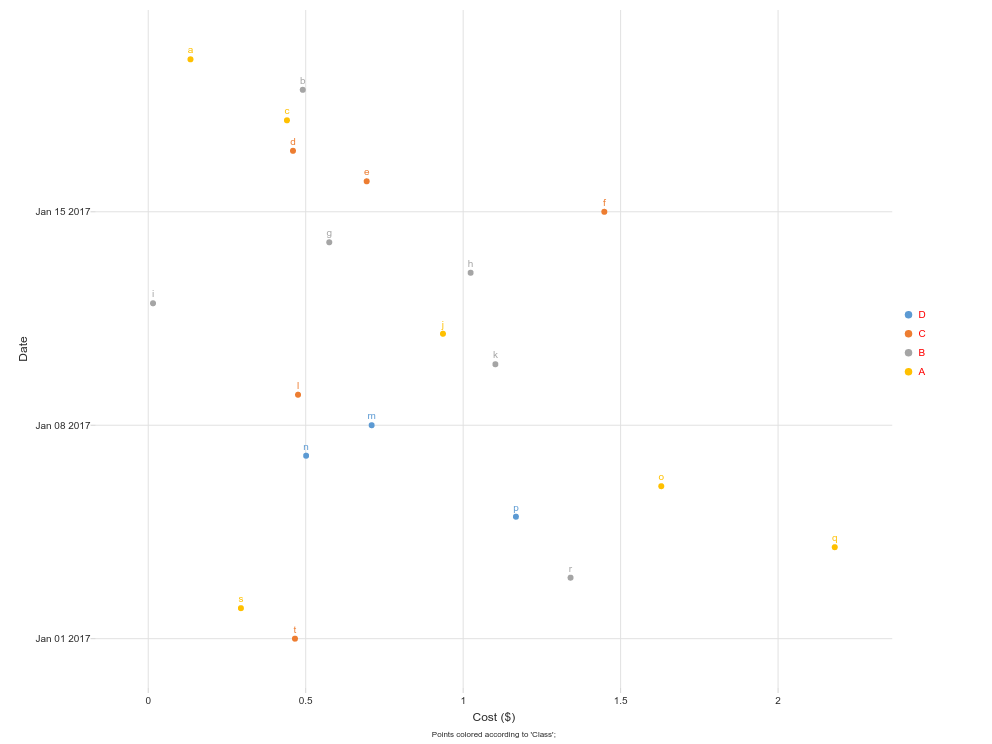 a
b
c
d
e
Jan 15 2017
f
g
h
i
j
k
l
Jan 08 2017
m
n
o
p
q
r
s
Jan 01 2017
t
Date
0
0.5
1
1.5
2
Cost ($)
Points colored according to 'Class';
D
C
B
A